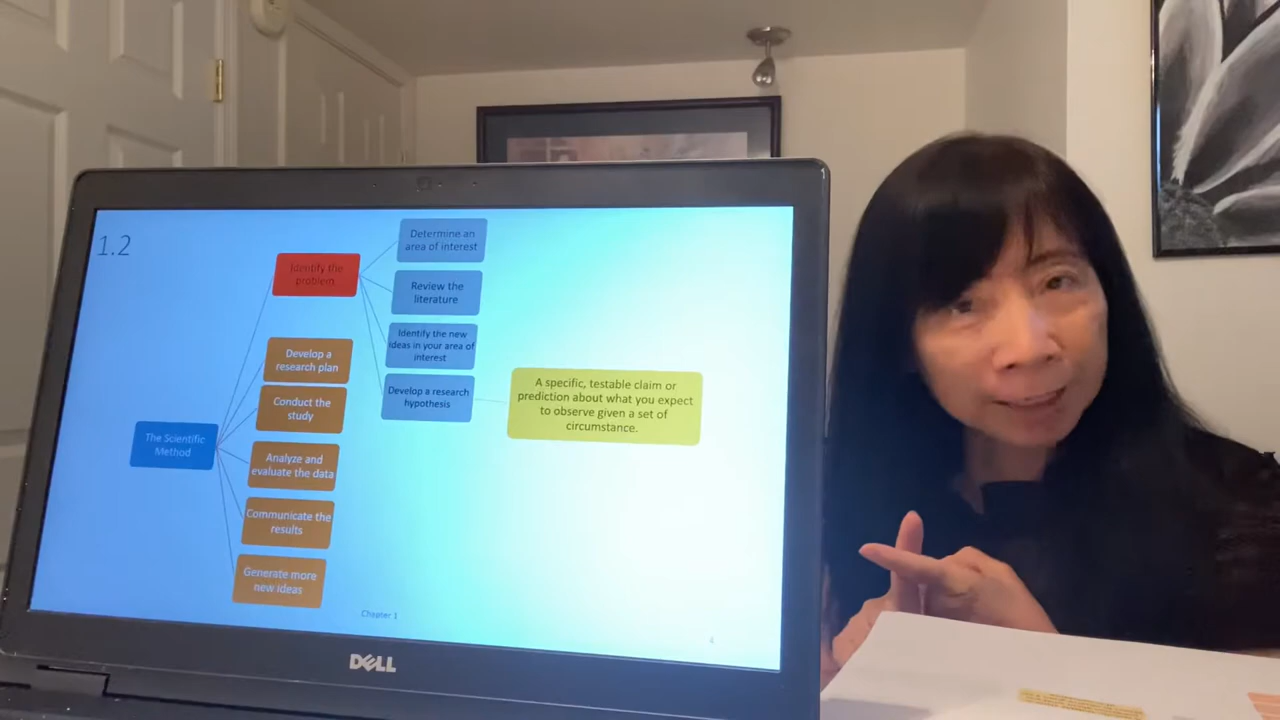 1.2
Identify the
problem
Determine an
area of interest
Review the
literature
Identify the new
ideas in your area of
interest
Develop a research
hypothesis
A specific, testable claim or
prediction about what you expect
to observe given a set of
circumstance.
The Scientific
Method
Develop a
research plan
Conduct the
study
Analyze and
evaluate the data
Communicate the
results
Generate more
new ideas
Chapter 1
4
DELL